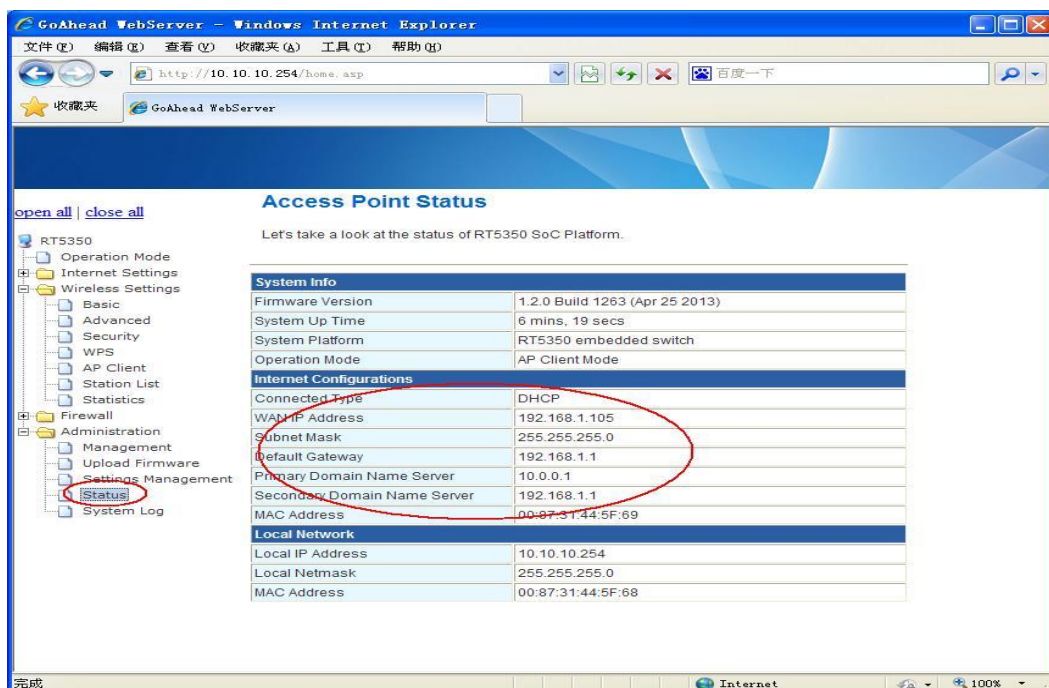 GoAhead WebServer - Windows Internet Explorer
文件(F) 编辑(E) 查看(V) 收藏夹(A) 工具(T) 帮助(H)
http://10.10.10.254/home.asp
百度一下
收藏夹
GoAhead WebServer
open all | close all
RT5350
Operation Mode
Internet Settings
Wireless Settings
Basic
Advanced
Security
WPS
AP Client
Station List
Statistics
Firewall
Administration
Management
Upload Firmware
Settings Management
Status
System Log
Access Point Status
Let's take a look at the status of RT5350 SoC Platform.
System Info
Firmware Version 1.2.0 Build 1263 (Apr 25 2013)
System Up Time 6 mins, 19 secs
System Platform RT5350 embedded switch
Operation Mode AP Client Mode
Internet Configurations
Connected Type DHCP
WAN IP Address 192.168.1.105
Subnet Mask 255.255.255.0
Default Gateway 192.168.1.1
Primary Domain Name Server 10.0.0.1
Secondary Domain Name Server 192.168.1.1
MAC Address 00:87:31:44:5F:69
Local Network
Local IP Address 10.10.10.254
Local Netmask 255.255.255.0
MAC Address 00:87:31:44:5F:68
完成
Internet
100%